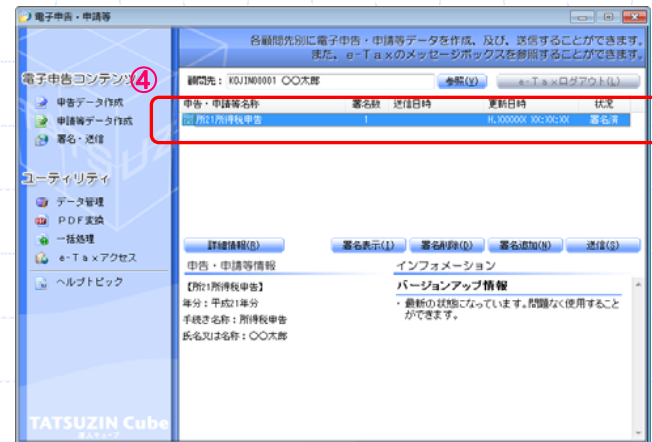 電子申告・申請等
各顧問先別に電子申告・申請等データを作成、及び、送信することができます。
また、e-Taxのメッセージボックスを参照することができます。
電子申告コンテンツ
④
顧問先： KOJIN00001 〇〇太郎
参照(Y)
e-Taxログアウト(L)
申告データ作成
申請等データ作成
署名・送信
申告・申請等名称 署名数 送信日時 更新日時 状況
所21所得税申告 1 H.XXXXXX XX:XX:XX 署名済
ユーティリティ
データ管理
PDF変換
一括処理
e-Taxアクセス
ヘルプトピック
詳細情報(R) 署名表示(I) 署名削除(D) 署名追加(N) 送信(S)
申告・申請等情報
【所21所得税申告】
年分：平成21年分
手続き名称：所得税申告
氏名又は名称：〇〇太郎
インフォメーション
バージョンアップ情報
・最新の状態になっています。問題なく使用すること
ができます。
TATSUZIN Cube
達人キューブ